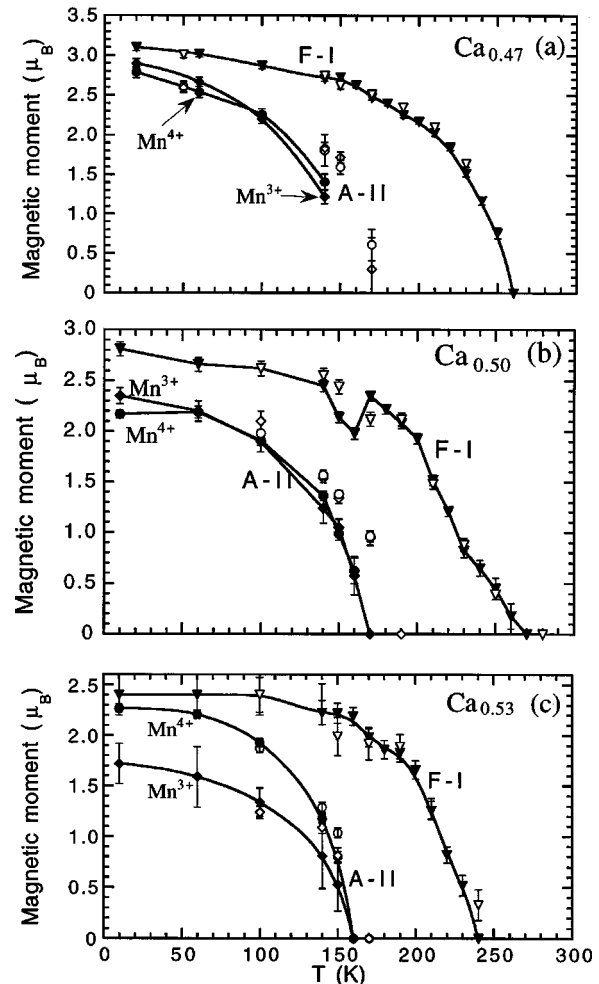 3.5
3.0
2.5
2.0
1.5
1.0
0.5
0
Magnetic moment (μB)
F-I
Ca0.47 (a)
Mn4+
Mn3+
A-II
3.0
2.5
2.0
1.5
1.0
0.5
0
Magnetic moment ( μB)
Ca0.50 (b)
Mn3+
Mn4+
A-II
F-I
2.5
2.0
1.5
1.0
0.5
0
Magnetic moment (μB)
Ca0.53 (c)
Mn4+
Mn3+
F-I
A-II
0 50 100 150 200 250 300
T (K)